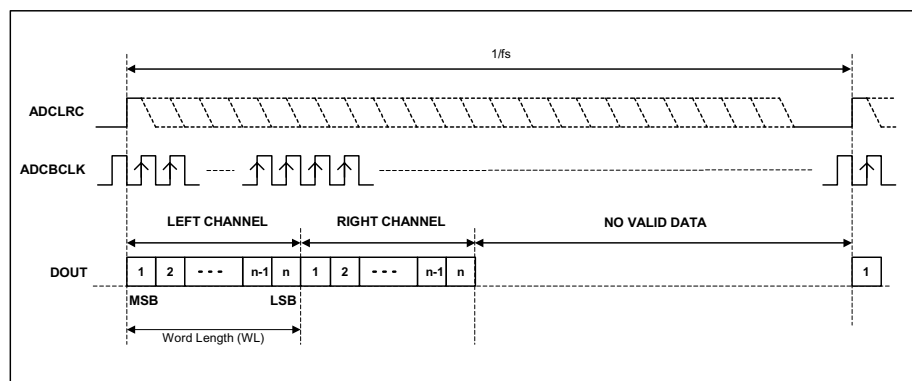 1/fs
ADCLRC
ADCBCLK
LEFT CHANNEL RIGHT CHANNEL NO VALID DATA
DOUT 1 2 - - - n-1 n 1 2 - - - n-1 n 1
MSB LSB
Word Length (WL)